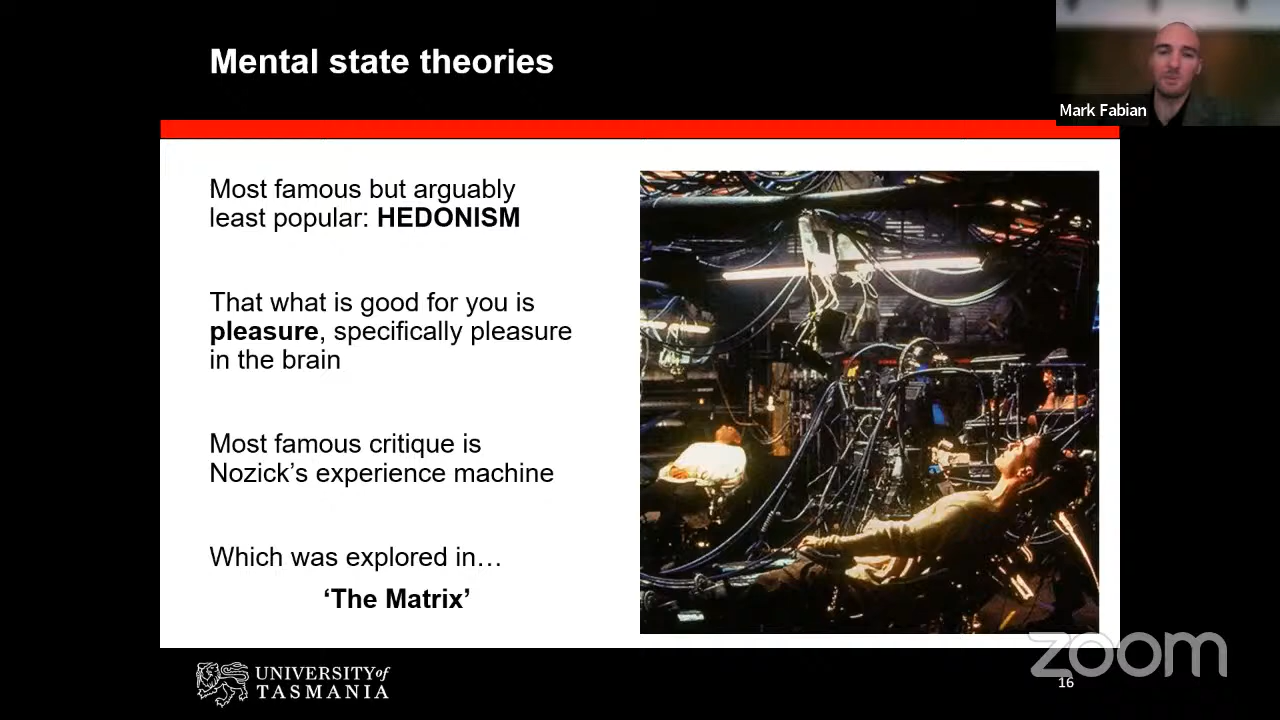 Mental state theories
Mark Fabian
Most famous but arguably
least popular: HEDONISM
That what is good for you is
pleasure, specifically pleasure
in the brain
Most famous critique is
Nozick’s experience machine
Which was explored in…
‘The Matrix’
UNIVERSITY of
TASMANIA
zoom
16